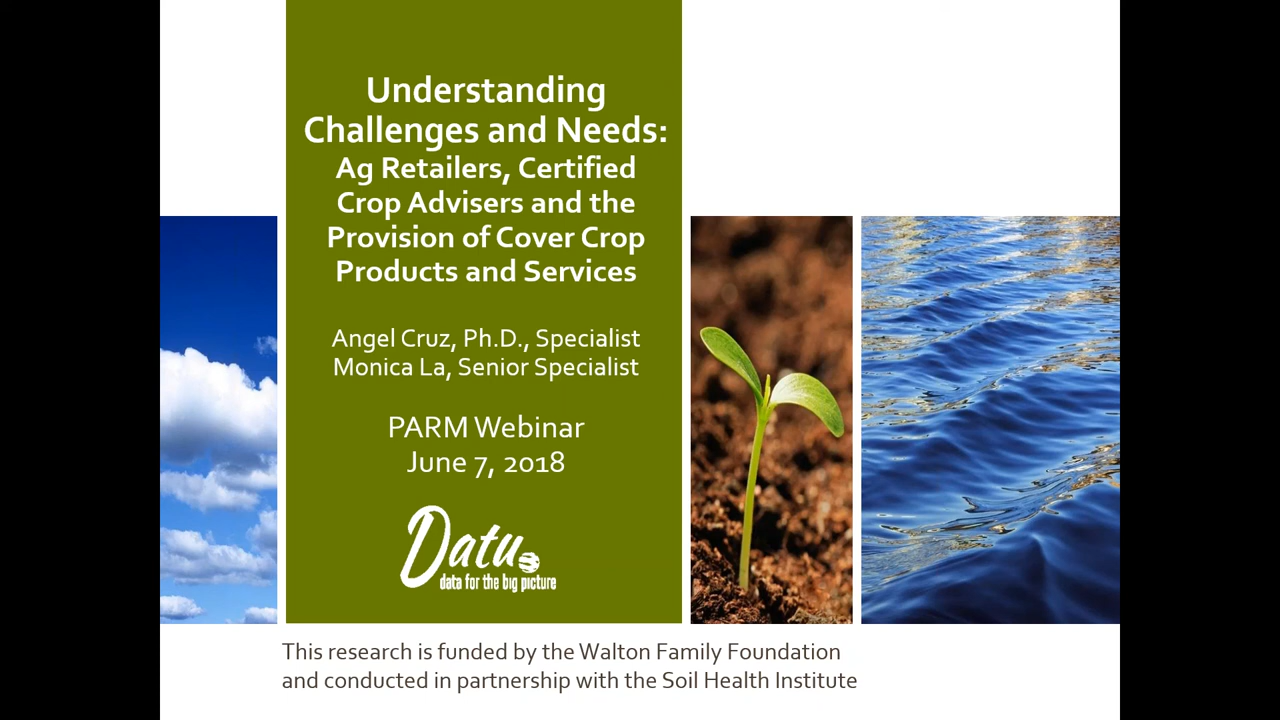 Understanding
Challenges and Needs:
Ag Retailers, Certified
Crop Advisers and the
Provision of Cover Crop
Products and Services
Angel Cruz, Ph.D., Specialist
Monica La, Senior Specialist
PARM Webinar
June 7, 2018
Datu
data for the big picture
This research is funded by the Walton Family Foundation
and conducted in partnership with the Soil Health Institute